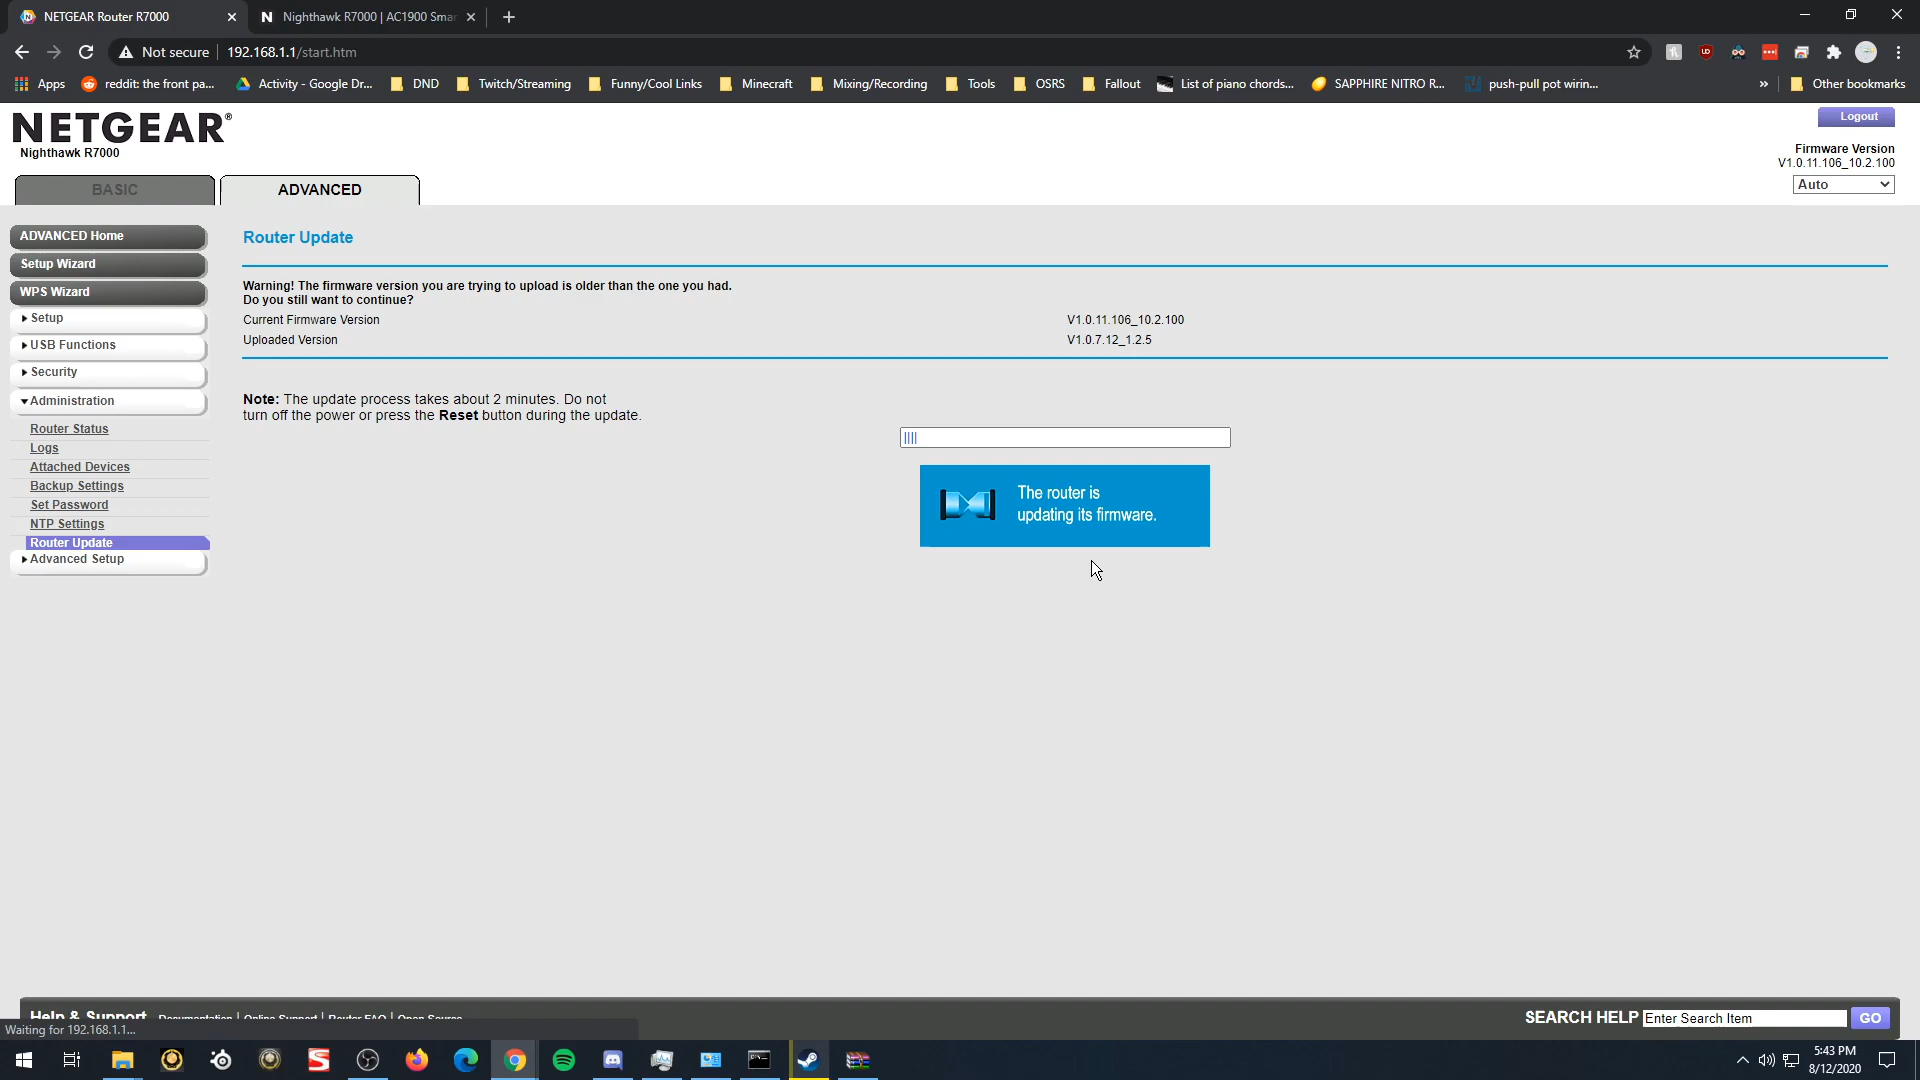 NETGEAR Router R7000
Nighthawk R7000 | AC1900 Smar
Not secure | 192.168.1.1/start.htm
Apps
reddit: the front pa...
Activity - Google Dr...
DND
Twitch/Streaming
Funny/Cool Links
Minecraft
Mixing/Recording
Tools
OSRS
Fallout
List of piano chords...
SAPPHIRE NITRO R...
push-pull pot wirin...
»
Other bookmarks
NETGEAR®
Nighthawk R7000
Logout
Firmware Version
V1.0.11.106_10.2.100
Auto
BASIC
ADVANCED
ADVANCED Home
Setup Wizard
WPS Wizard
Setup
USB Functions
Security
Administration
Router Status
Logs
Attached Devices
Backup Settings
Set Password
NTP Settings
Router Update
Advanced Setup
Router Update
Warning! The firmware version you are trying to upload is older than the one you had.
Do you still want to continue?
Current Firmware Version V1.0.11.106_10.2.100
Uploaded Version V1.0.7.12_1.2.5
Note: The update process takes about 2 minutes. Do not
turn off the power or press the Reset button during the update.
||||
The router is
updating its firmware.
Help & Support Documentation | Online Support | Router FAQ | Open Source
SEARCH HELP Enter Search Item GO
Waiting for 192.168.1.1...
5:43 PM
8/12/2020